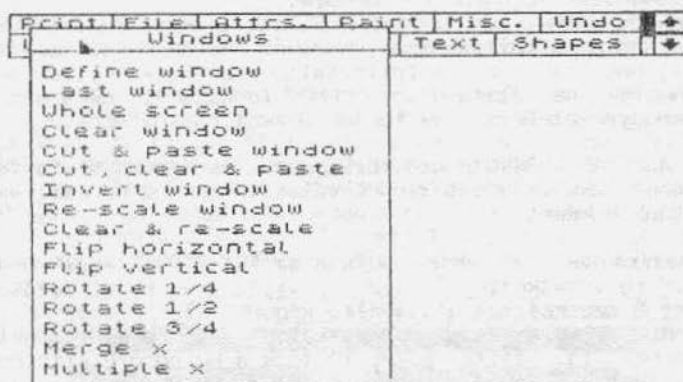 Print File Attrs. Paint Misc. Undo
Windows Text Shapes
Define window
Last window
Whole screen
Clear window
Cut & paste window
Cut, clear & paste
Invert window
Re-scale window
Clear & re-scale
Flip horizontal
Flip vertical
Rotate 1/4
Rotate 1/2
Rotate 3/4
Merge x
Multiple x